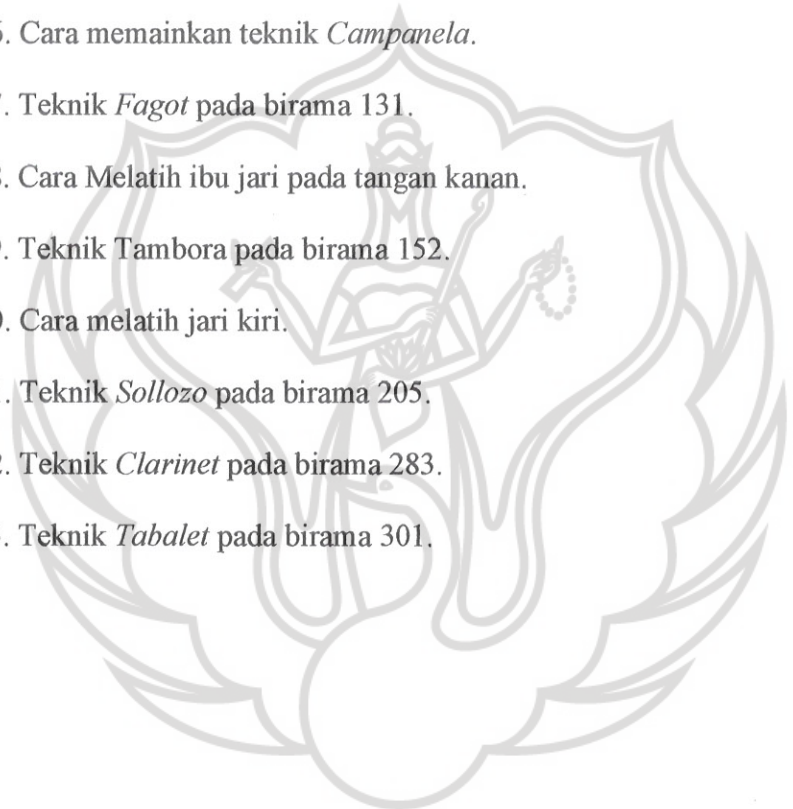 . Cara memainkan teknik Campanela.
. Teknik Fagot pada birama 131.
. Cara Melatih ibu jari pada tangan kanan.
. Teknik Tambora pada birama 152.
. Cara melatih jari kiri.
. Teknik Sollozo pada birama 205.
. Teknik Clarinet pada birama 283.
. Teknik Tabalet pada birama 301.